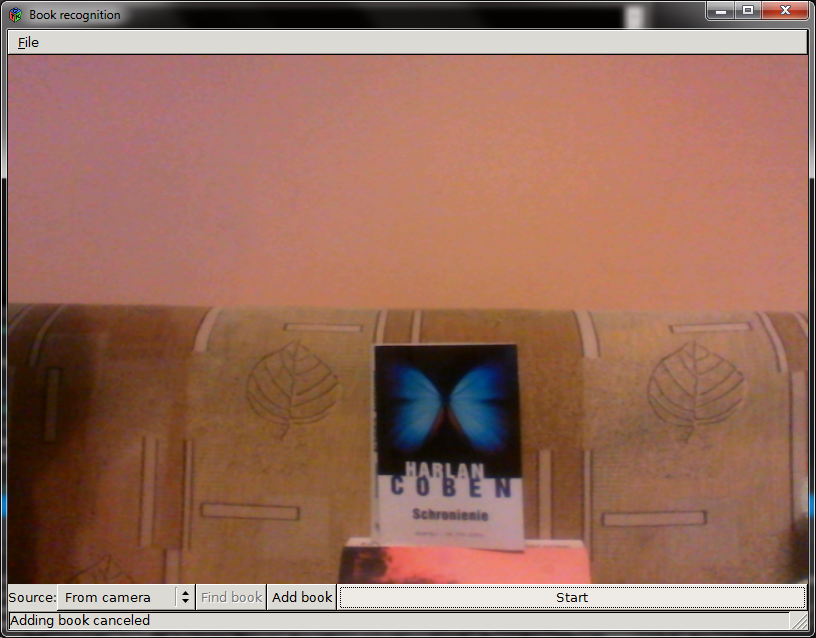 Book recognition
File
HARLAN
COBEN
Schronienie
Source: From camera Find book Add book Start
Adding book canceled